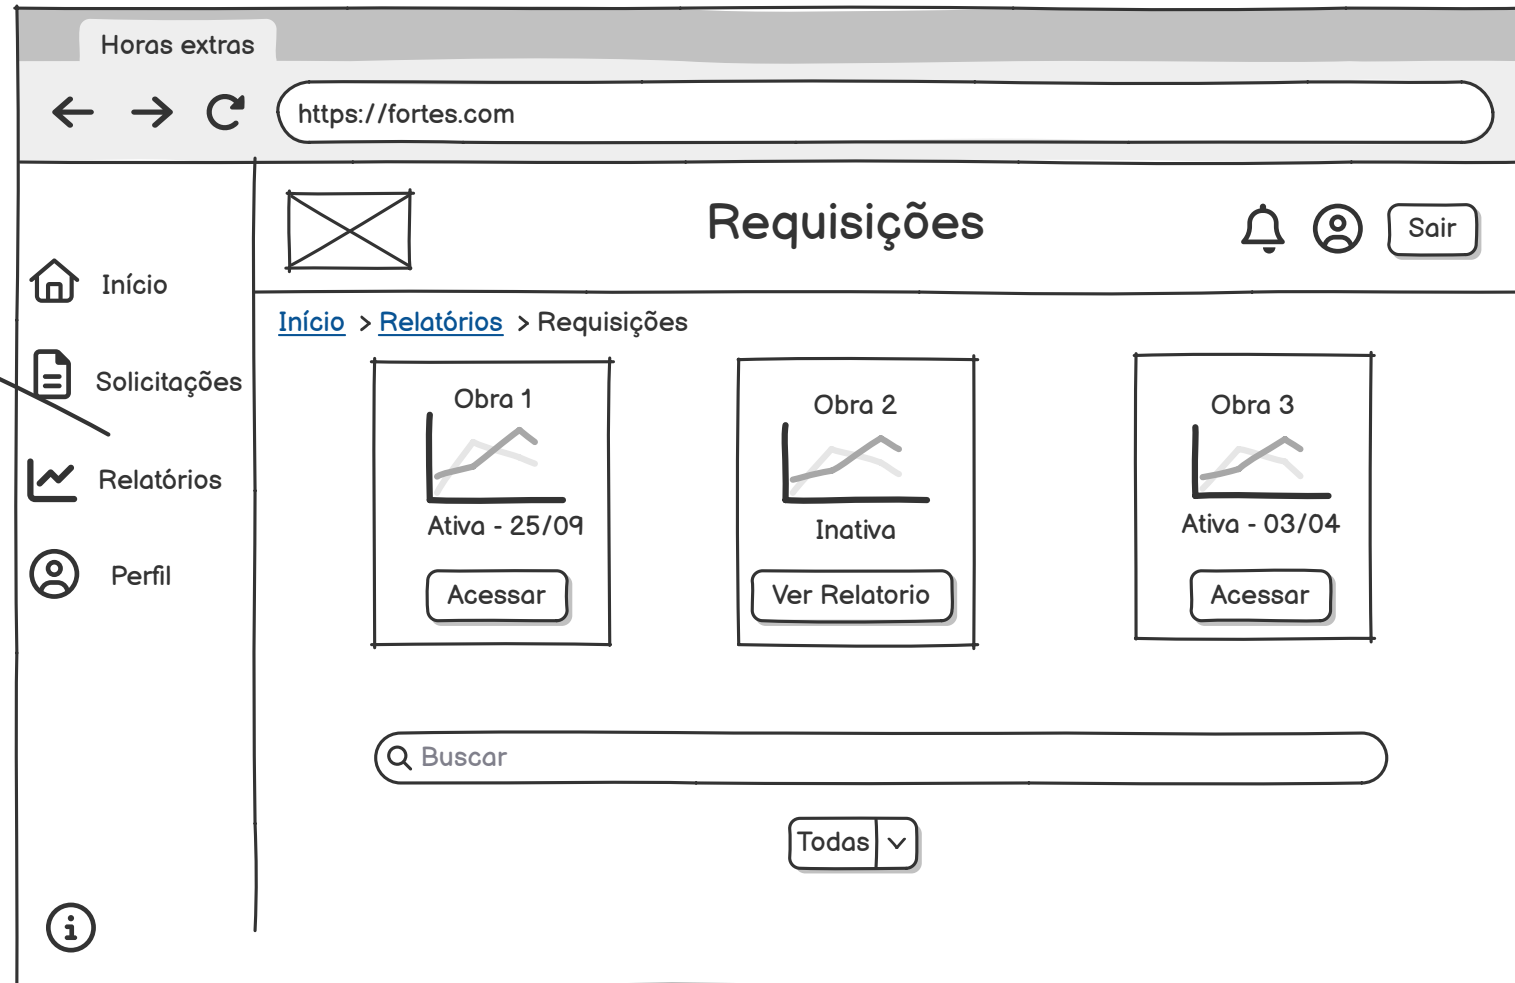 Horas extras
https://fortes.com
Requisições
Sair
Início
Solicitações
Relatórios
Perfil
Início > Relatórios > Requisições
Obra 1
Ativa - 25/09
Acessar
Obra 2
Inativa
Ver Relatorio
Obra 3
Ativa - 03/04
Acessar
Buscar
Todas